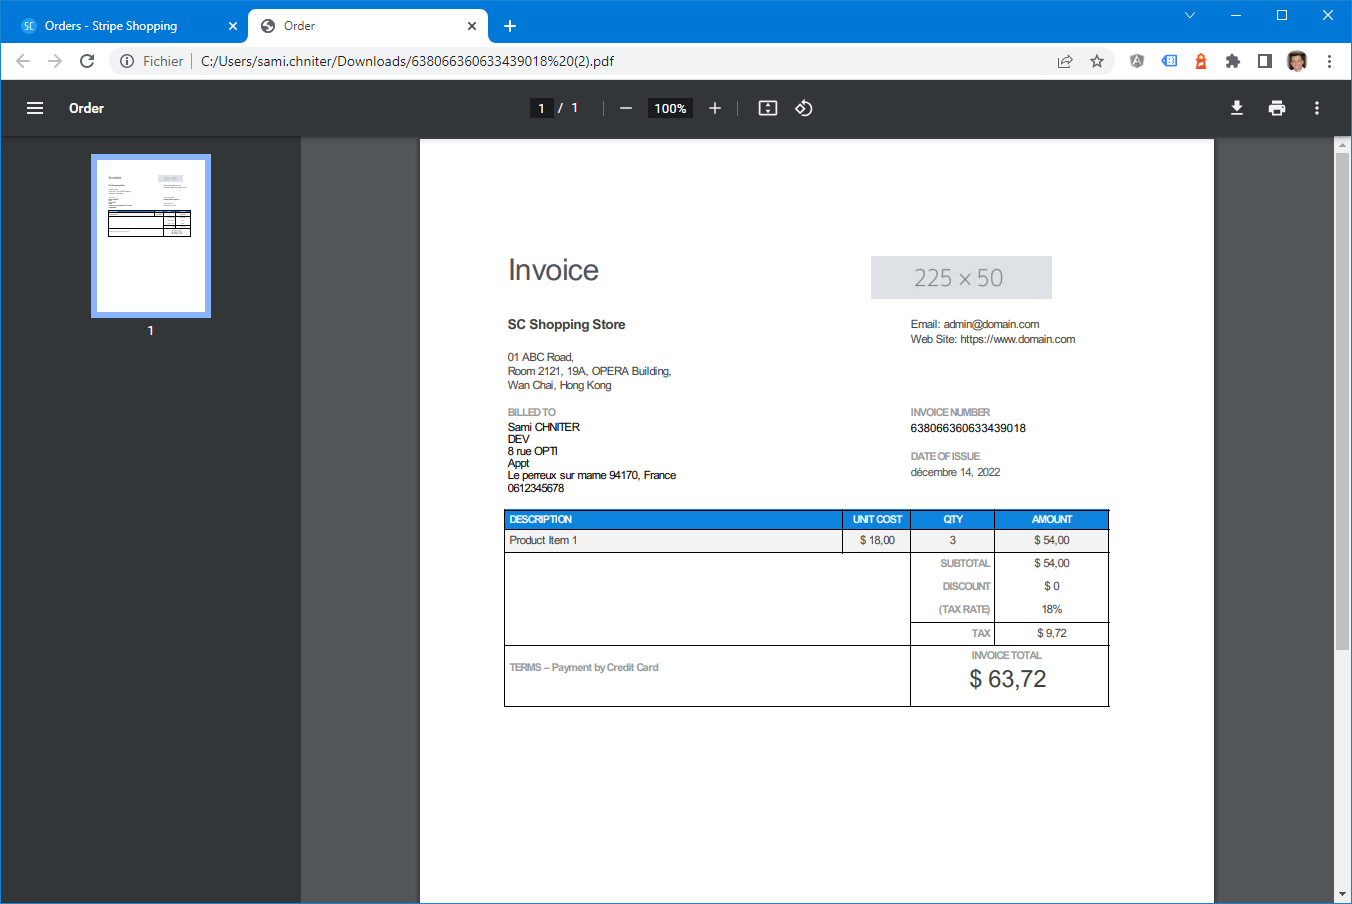 SC Orders - Stripe Shopping
Order
Fichier C:/Users/sami.chniter/Downloads/638066360633439018%20(2).pdf
Order
1 / 1
100%
1
Invoice
225 × 50
SC Shopping Store
Email: admin@domain.com
Web Site: https://www.domain.com
01 ABC Road,
Room 2121, 19A, OPERA Building,
Wan Chai, Hong Kong
BILLED TO
INVOICE NUMBER
Sami CHNITER
638066360633439018
DEV
8 rue OPTI
DATE OF ISSUE
Appt
décembre 14, 2022
Le perreux sur marne 94170, France
0612345678
DESCRIPTION UNIT COST QTY AMOUNT
Product Item 1 $ 18,00 3 $ 54,00
SUBTOTAL $ 54,00
DISCOUNT $ 0
(TAX RATE) 18%
TAX $ 9,72
INVOICE TOTAL
TERMS – Payment by Credit Card
$ 63,72